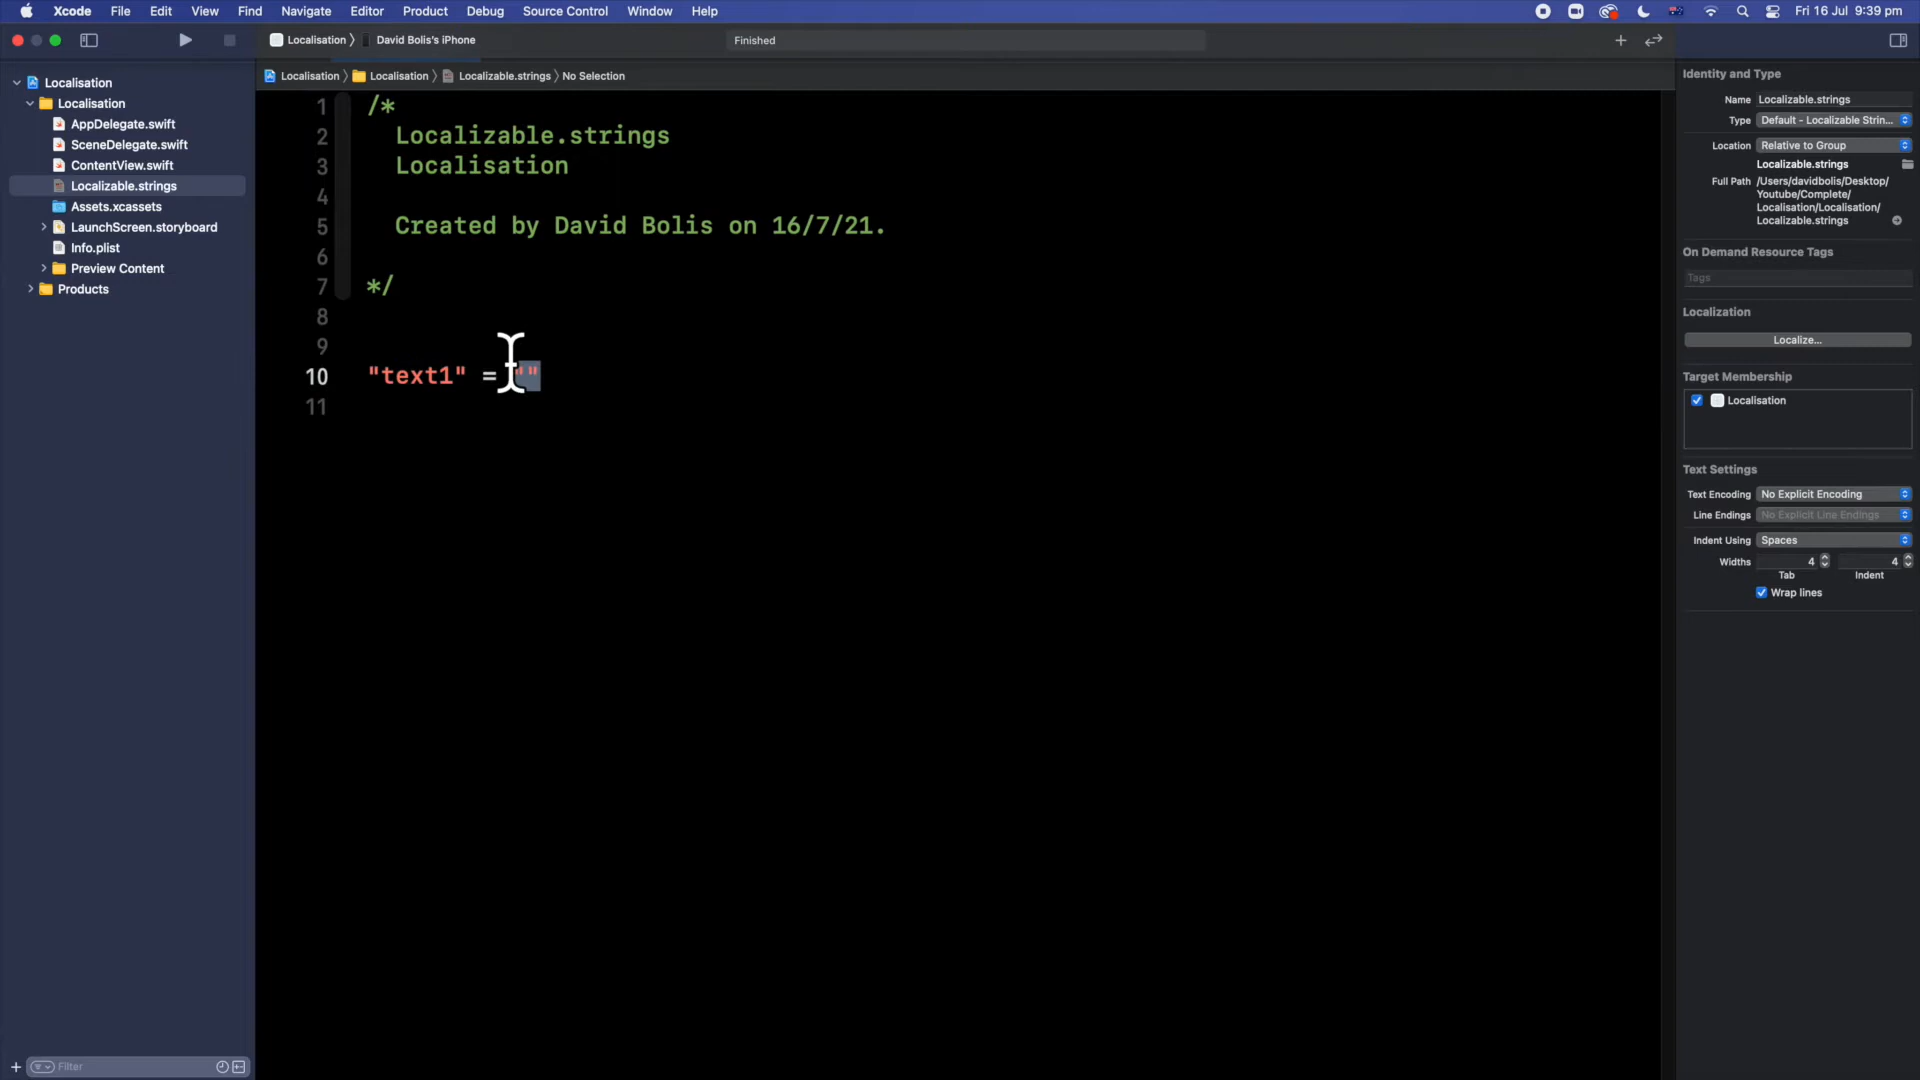 Xcode File Edit View Find Navigate Editor Product Debug Source Control Window Help Fri 16 Jul 9:39 pm
Localisation David Bolis's iPhone Finished
Localisation Localisation Localizable.strings No Selection
Localisation
Localisation
AppDelegate.swift
SceneDelegate.swift
ContentView.swift
Localizable.strings
Assets.xcassets
LaunchScreen.storyboard
Info.plist
Preview Content
Products
Filter
1 /*
2 Localizable.strings
3 Localisation
4
5 Created by David Bolis on 16/7/21.
6
7 */
8
9
10 "text1" = ""
11
Identity and Type
Name Localizable.strings
Type Default - Localizable Strin...
Location Relative to Group
Localizable.strings
Full Path /Users/davidbolis/Desktop/
Youtube/Complete/
Localisation/Localisation/
Localizable.strings
On Demand Resource Tags
Tags
Localization
Localize...
Target Membership
Localisation
Text Settings
Text Encoding No Explicit Encoding
Line Endings No Explicit Line Endings
Indent Using Spaces
Widths 4 4
Tab Indent
Wrap lines